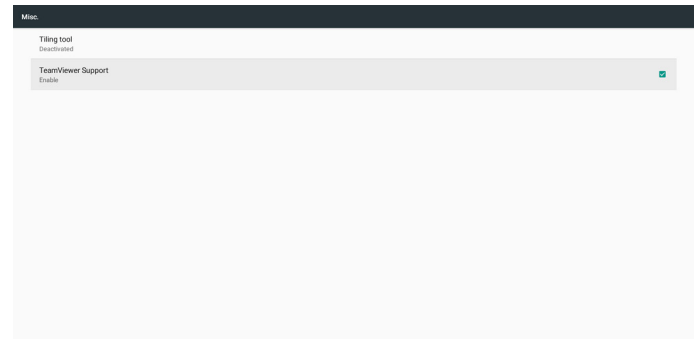 Misc.
Tiling tool
Deactivated
TeamViewer Support
Enable